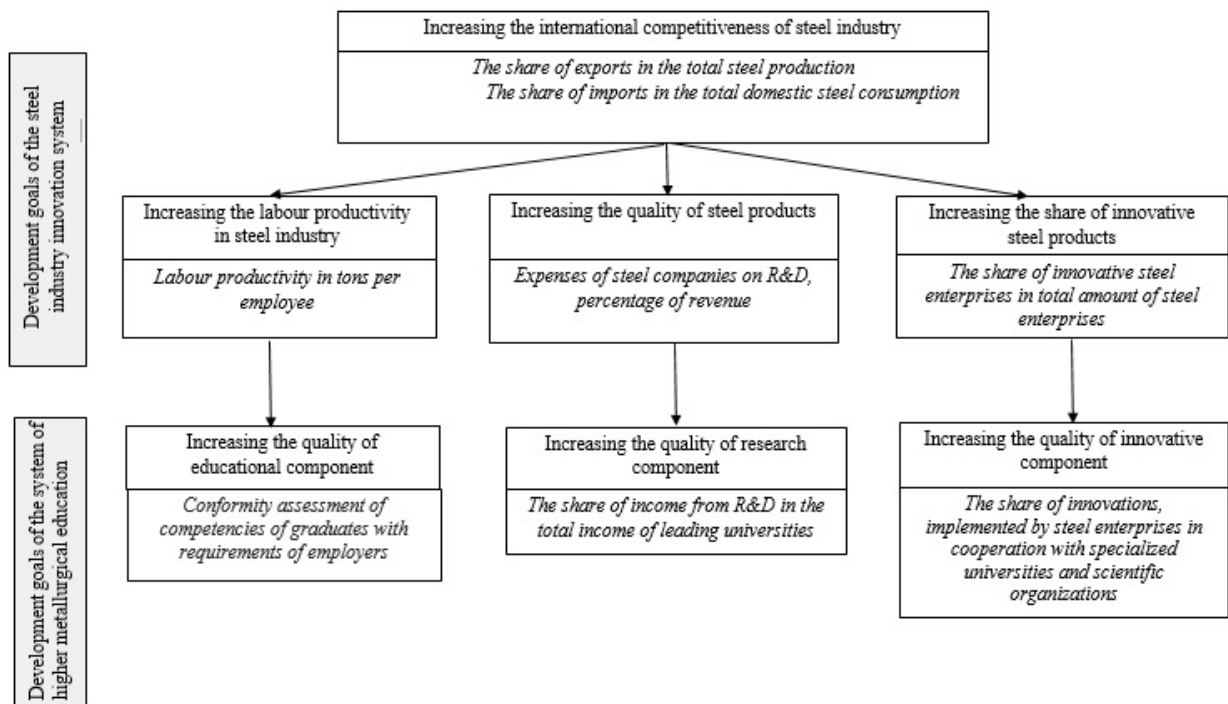 Increasing the international competitiveness of steel industry
The share of exports in the total steel production
The share of imports in the total domestic steel consumption
Development goals of the steel
industry innovation system
Increasing the labour productivity
in steel industry
Labour productivity in tons per
employee
Increasing the quality of steel products
Expenses of steel companies on R&D,
percentage of revenue
Increasing the share of innovative
steel products
The share of innovative steel
enterprises in total amount of steel
enterprises
Development goals of the system of
higher metallurgical education
Increasing the quality of
educational component
Conformity assessment of
competencies of graduates with
requirements of employers
Increasing the quality of research
component
The share of income from R&D in the
total income of leading universities
Increasing the quality of innovative
component
The share of innovations,
implemented by steel enterprises in
cooperation with specialized
universities and scientific
organizations